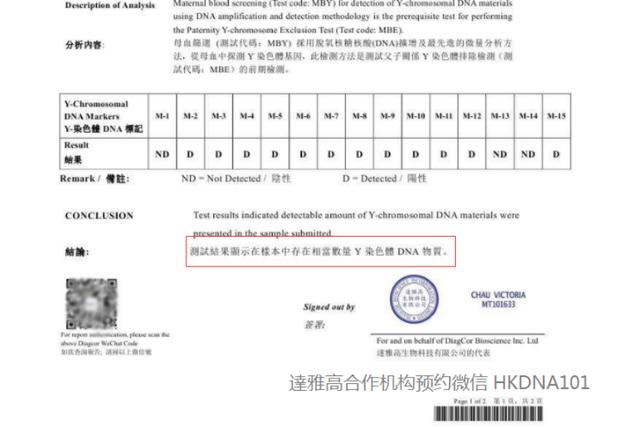 Description of Analysis
Maternal blood screening (Test code: MBY) for detection of Y-chromosomal DNA materials
using DNA amplification and detection methodology is the prerequisite test for performing
the Paternity Y-chromosome Exclusion Test (Test code: MBE).
分析內容:
母血篩選 (測試代碼：MBY) 採用脫氧核糖核酸(DNA)擴增及最先進的微量分析方
法，從母血中探測 Y 染色體基因，此檢測方法是測試父子關係 Y 染色體排除檢測（測
試代碼：MBE）的前期檢測。
Y-Chromosomal DNA Markers Y-染色體 DNA 標記 M-1 M-2 M-3 M-4 M-5 M-6 M-7 M-8 M-9 M-10 M-11 M-12 M-13 M-14 M-15
Result 結果 ND D D D D D D D D D D D ND ND D
Remark / 備註: ND = Not Detected / 陰性 D = Detected / 陽性
CONCLUSION
Test results indicated detectable amount of Y-chromosomal DNA materials were
presented in the sample submitted.
結論:
測試結果顯示在樣本中存在相當數量 Y 染色體 DNA 物質。
For report authentication, please scan the
above Diagcor WeChat Code
如欲查詢報告，請掃以上微信號
Signed out by
簽署:
達雅高
生物科技
有限公司
CHAU VICTORIA
MT101633
For and on behalf of DiagCor Bioscience Inc. Ltd
達雅高生物科技有限公司的代表
達雅高合作机构预约微信 HKDNA101
Page 1 of 2 第 1 頁，共 2 頁